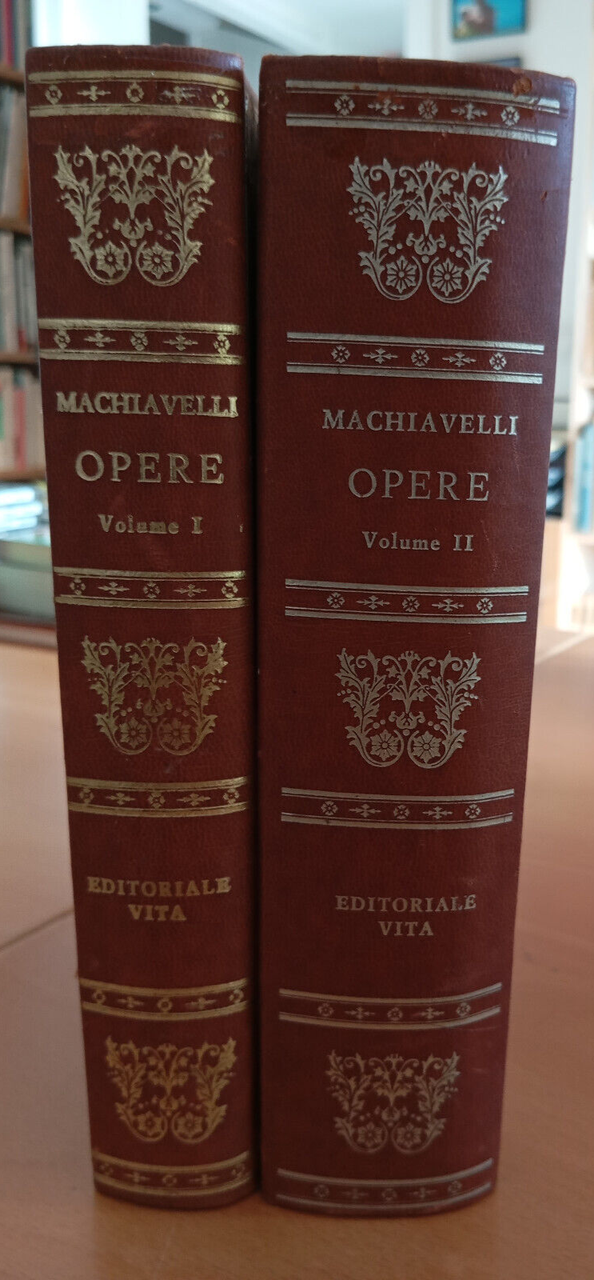 MACHIAVELLI
OPERE
Volume I
EDITORIALE
VITA
MACHIAVELLI
OPERE
Volume II
EDITORIALE
VITA